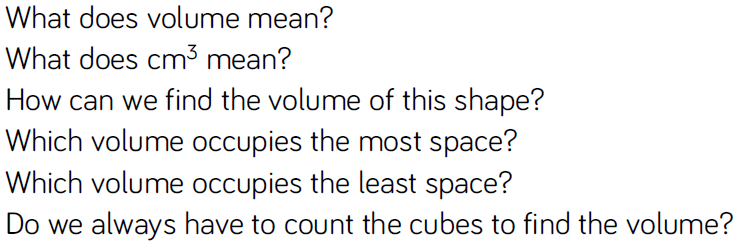 What does volume mean?
What does cm³ mean?
How can we find the volume of this shape?
Which volume occupies the most space?
Which volume occupies the least space?
Do we always have to count the cubes to find the volume?